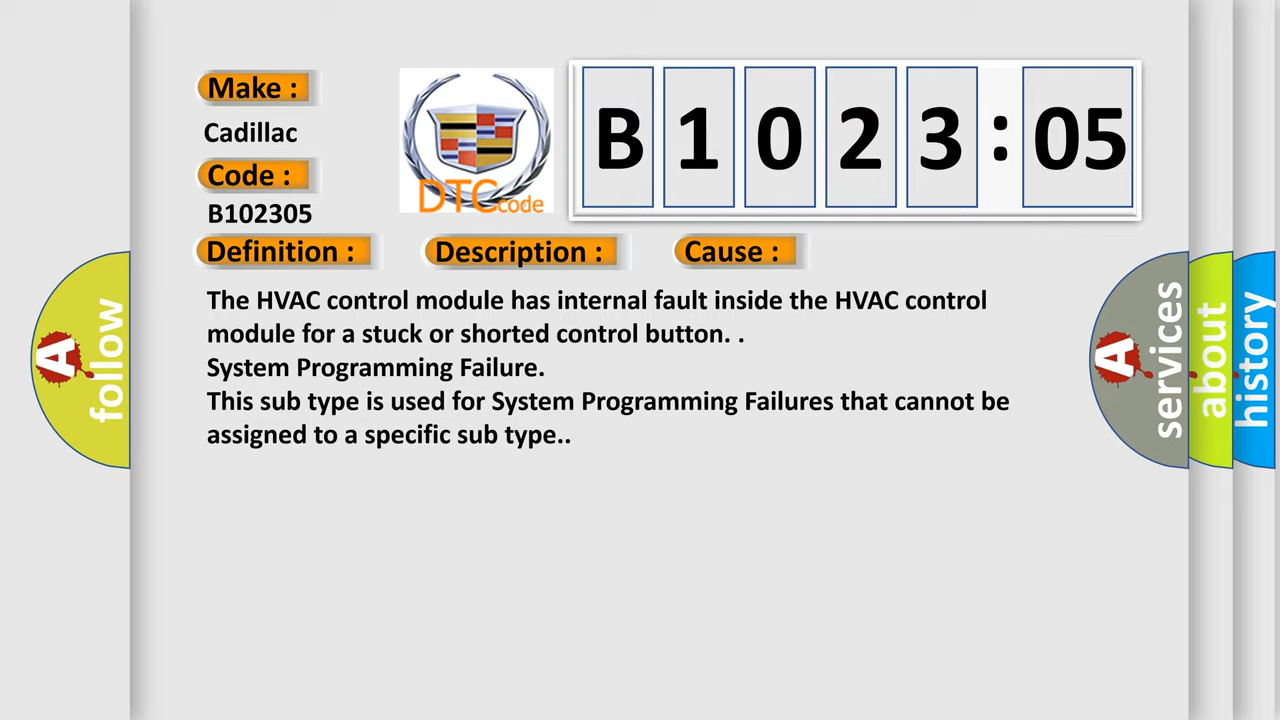 Make :
Cadillac
Code :
B102305
DTC code
B 1 0 2 3 : 05
Definition : Description : Cause :
The HVAC control module has internal fault inside the HVAC control
module for a stuck or shorted control button. .
System Programming Failure.
This sub type is used for System Programming Failures that cannot be
assigned to a specific sub type..
A follow
A services
about
history